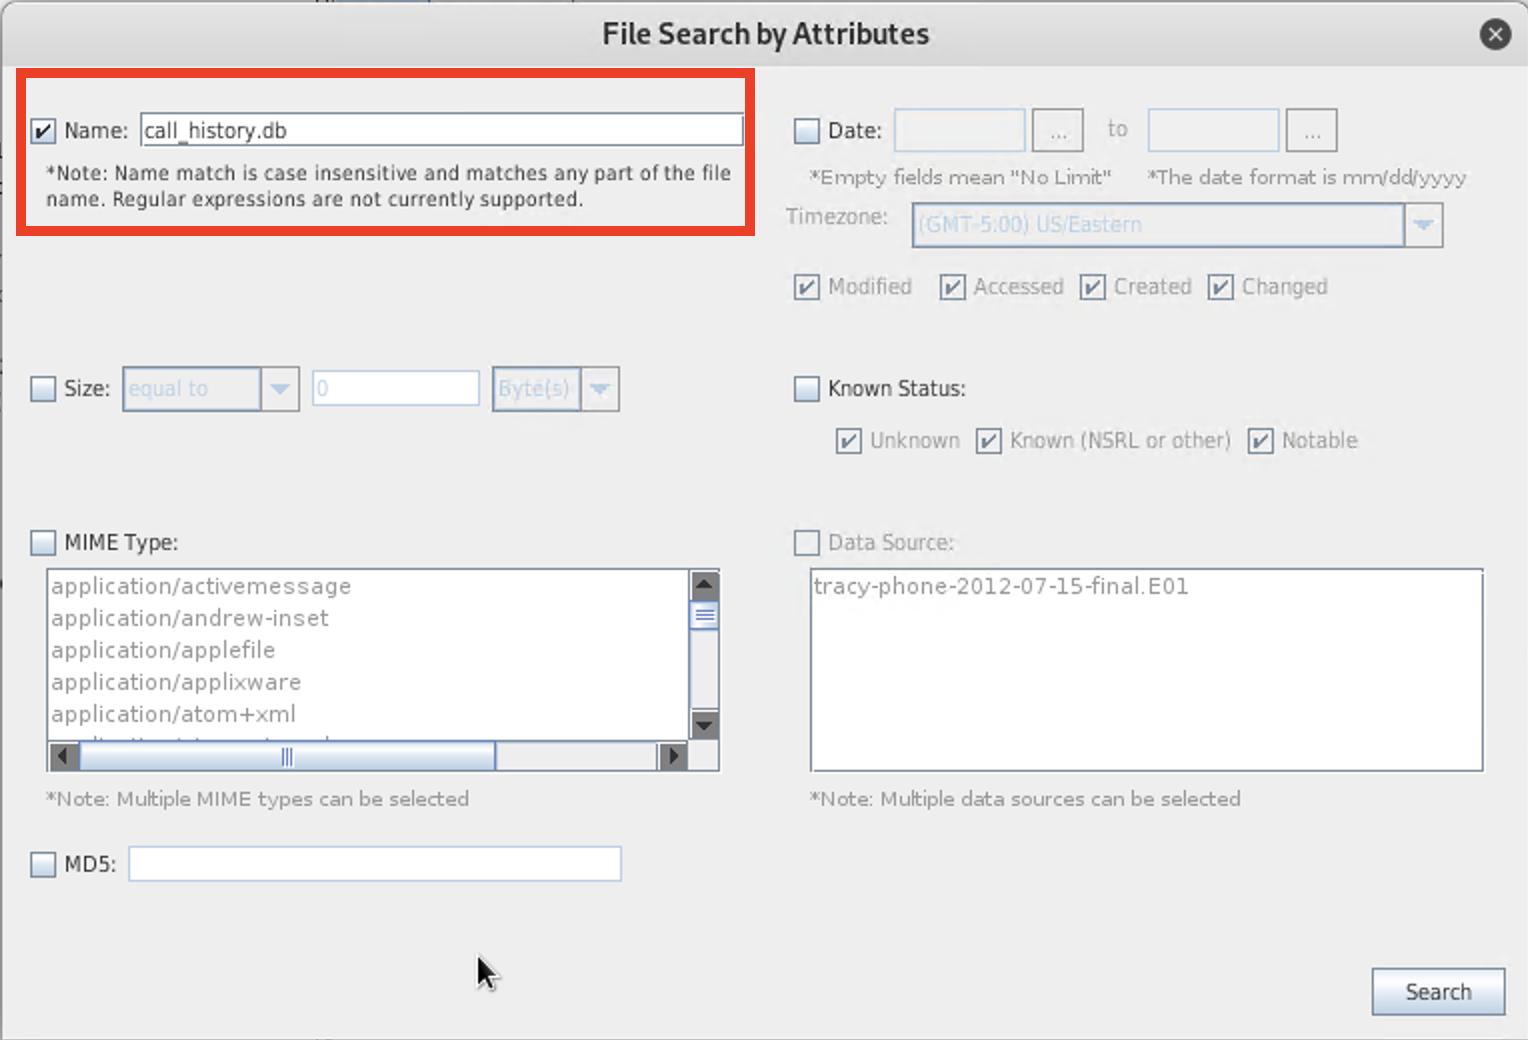 File Search by Attributes
Name: call_history.db
*Note: Name match is case insensitive and matches any part of the file
name. Regular expressions are not currently supported.
Date: ... to ...
*Empty fields mean "No Limit" *The date format is mm/dd/yyyy
Timezone: (GMT-5:00) US/Eastern
Modified Accessed Created Changed
Size: equal to 0 Byte(s)
Known Status:
Unknown Known (NSRL or other) Notable
MIME Type:
application/activemessage
application/andrew-inset
application/applefile
application/applixware
application/atom+xml
*Note: Multiple MIME types can be selected
Data Source:
tracy-phone-2012-07-15-final.E01
*Note: Multiple data sources can be selected
MD5:
Search